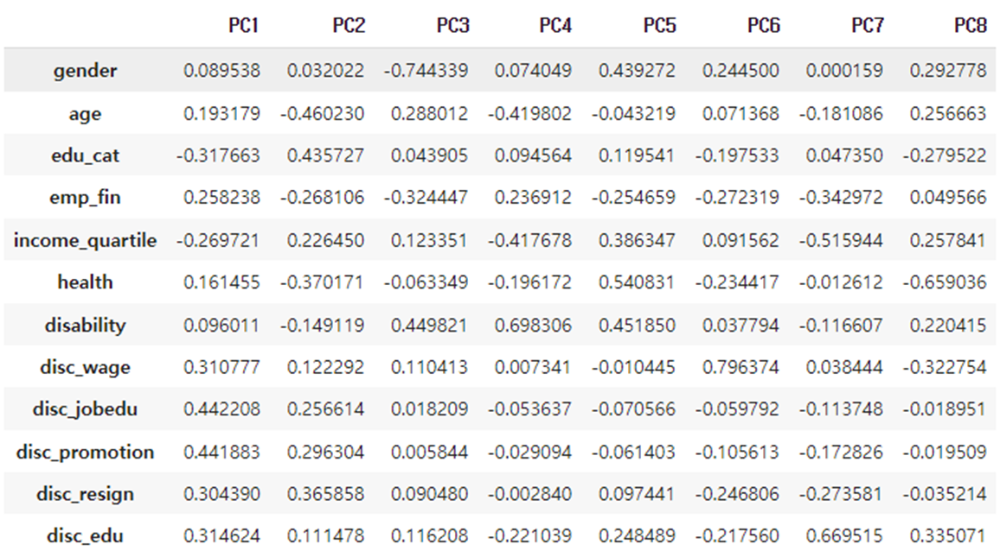 PC1 PC2 PC3 PC4 PC5 PC6 PC7 PC8
gender 0.089538 0.032022 -0.744339 0.074049 0.439272 0.244500 0.000159 0.292778
age 0.193179 -0.460230 0.288012 -0.419802 -0.043219 0.071368 -0.181086 0.256663
edu_cat -0.317663 0.435727 0.043905 0.094564 0.119541 -0.197533 0.047350 -0.279522
emp_fin 0.258238 -0.268106 -0.324447 0.236912 -0.254659 -0.272319 -0.342972 0.049566
income_quartile -0.269721 0.226450 0.123351 -0.417678 0.386347 0.091562 -0.515944 0.257841
health 0.161455 -0.370171 -0.063349 -0.196172 0.540831 -0.234417 -0.012612 -0.659036
disability 0.096011 -0.149119 0.449821 0.698306 0.451850 0.037794 -0.116607 0.220415
disc_wage 0.310777 0.122292 0.110413 0.007341 -0.010445 0.796374 0.038444 -0.322754
disc_jobedu 0.442208 0.256614 0.018209 -0.053637 -0.070566 -0.059792 -0.113748 -0.018951
disc_promotion 0.441883 0.296304 0.005844 -0.029094 -0.061403 -0.105613 -0.172826 -0.019509
disc_resign 0.304390 0.365858 0.090480 -0.002840 0.097441 -0.246806 -0.273581 -0.035214
disc_edu 0.314624 0.111478 0.116208 -0.221039 0.248489 -0.217560 0.669515 0.335071